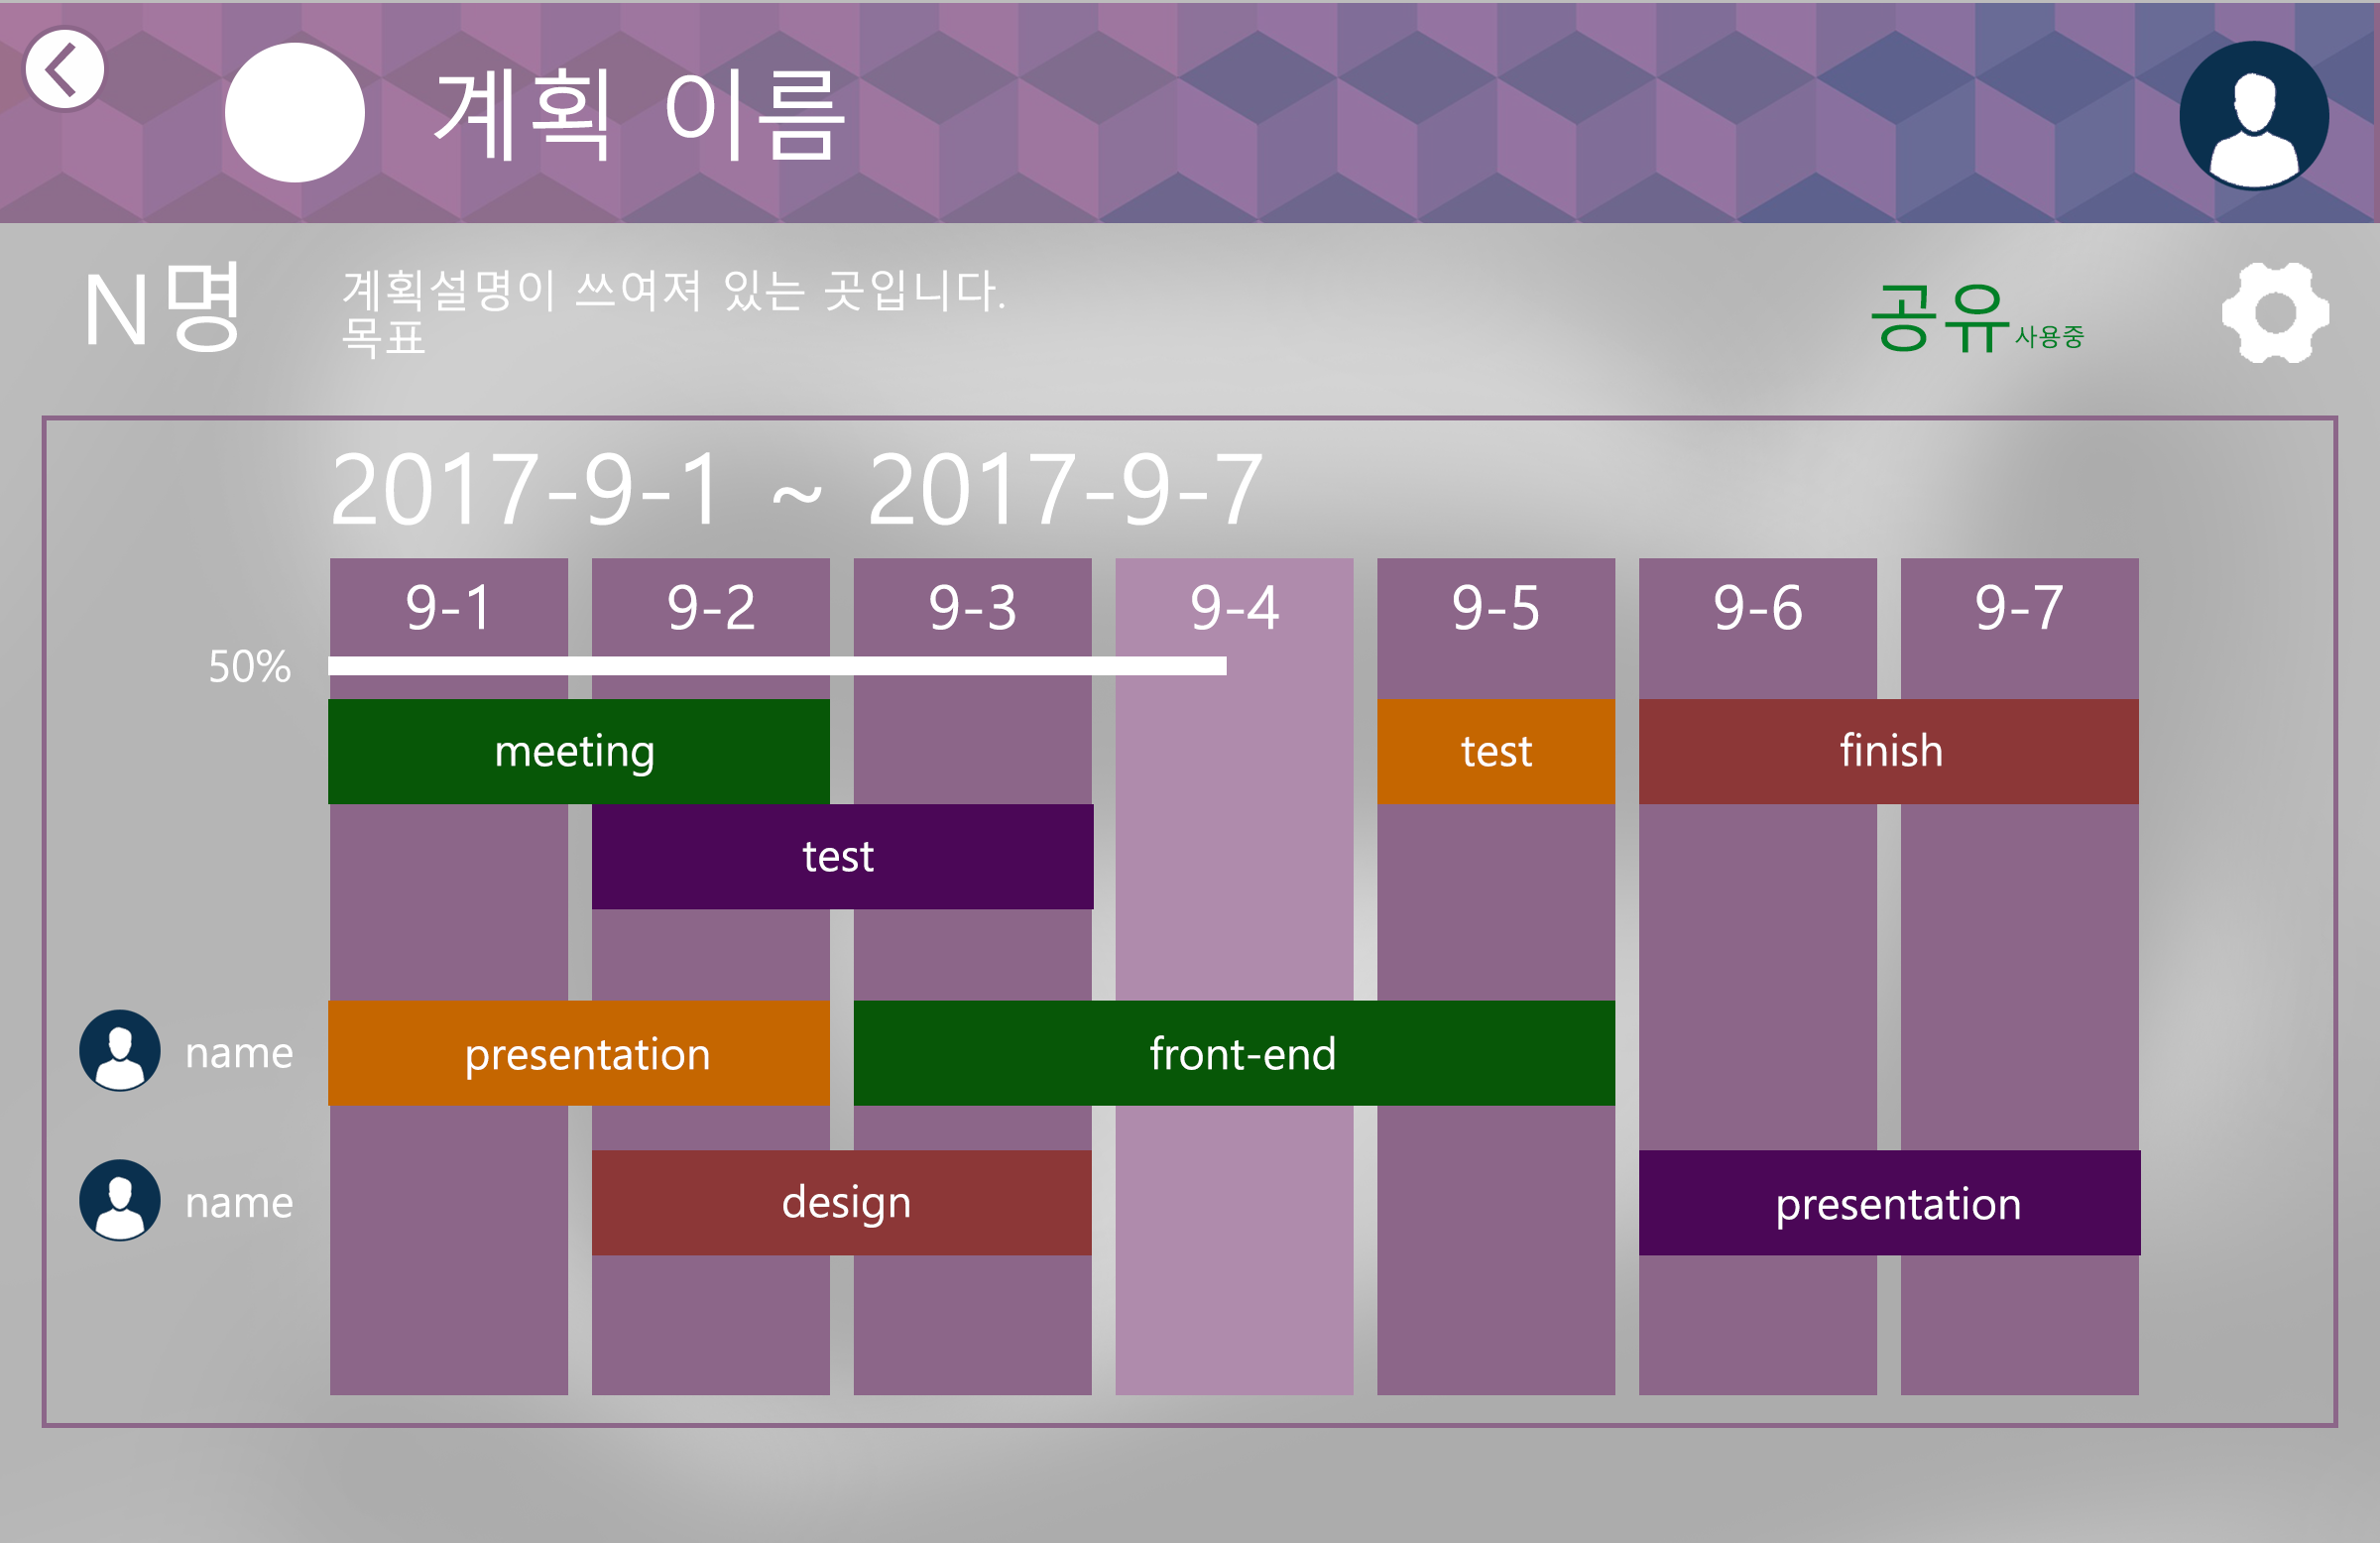 계획 이름
N명
계획설명이 쓰여져 있는 곳입니다.
목표
공유사용중
2017-9-1 ~ 2017-9-7
9-1 9-2 9-3 9-4 9-5 9-6 9-7
50%
meeting test finish
test
name presentation front-end
name design presentation